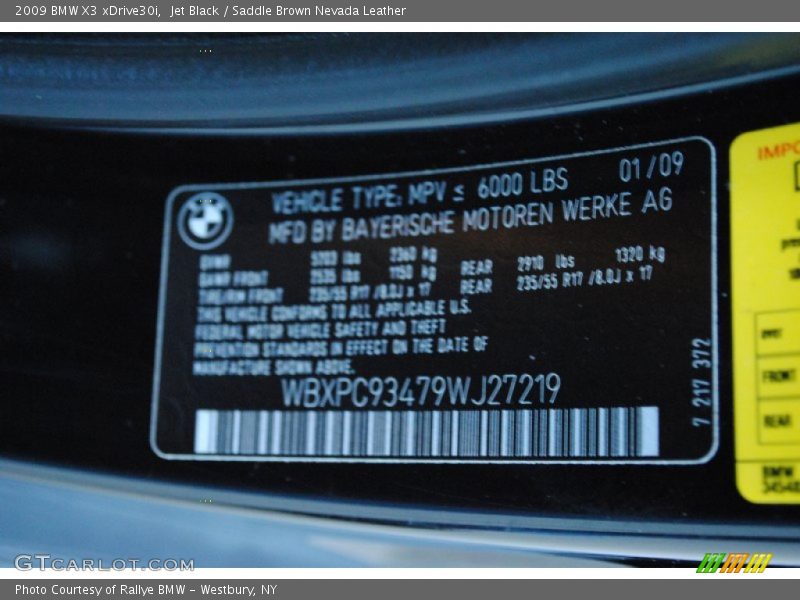 2009 BMW X3 xDrive30i,  Jet Black / Saddle Brown Nevada Leather
VEHICLE TYPE: MPV ≤ 6000 LBS 01/09
MFD BY BAYERISCHE MOTOREN WERKE AG
GVWR lbs 2360 kg
GAWR FRONT lbs 1150 kg REAR 2910 lbs 1320 kg
TIRE/RIM FRONT 235/55 R17 /8.0J x 17 REAR 235/55 R17 /8.0J x 17
THIS VEHICLE CONFORMS TO ALL APPLICABLE U.S.
FEDERAL MOTOR VEHICLE SAFETY AND THEFT
PREVENTION STANDARDS IN EFFECT ON THE DATE OF
MANUFACTURE SHOWN ABOVE.
WBXPC93479WJ27219
7 217 372
IMPO
FRONT
REAR
BMW
GTCARLOT.COM
Photo Courtesy of Rallye BMW - Westbury, NY